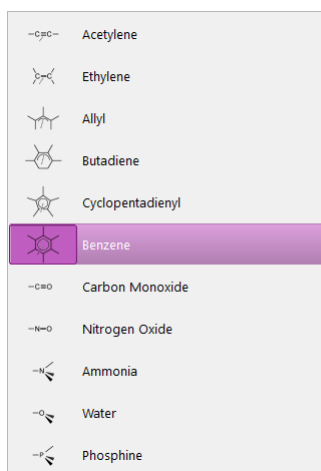 -C≡C- Acetylene
C=C Ethylene
Allyl
Butadiene
Cyclopentadienyl
Benzene
-C≡O Carbon Monoxide
-N=O Nitrogen Oxide
-N Ammonia
-O Water
-P Phosphine